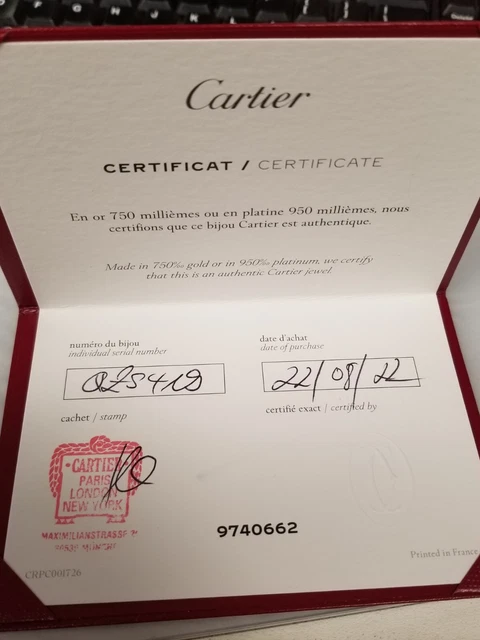 Cartier
CERTIFICAT / CERTIFICATE
En or 750 millièmes ou en platine 950 millièmes, nous
certifions que ce bijou Cartier est authentique.
Made in 750‰ gold or in 950‰ platinum, we certify
that this is an authentic Cartier jewel.
numéro du bijou
individual serial number
date d'achat
date of purchase
22/08/22
cachet / stamp
certifié exact / certified by
CARTIER
PARIS
LONDON
NEW YORK
MAXIMILIANSTRASSE
9740662
Printed in France
CRPC001726